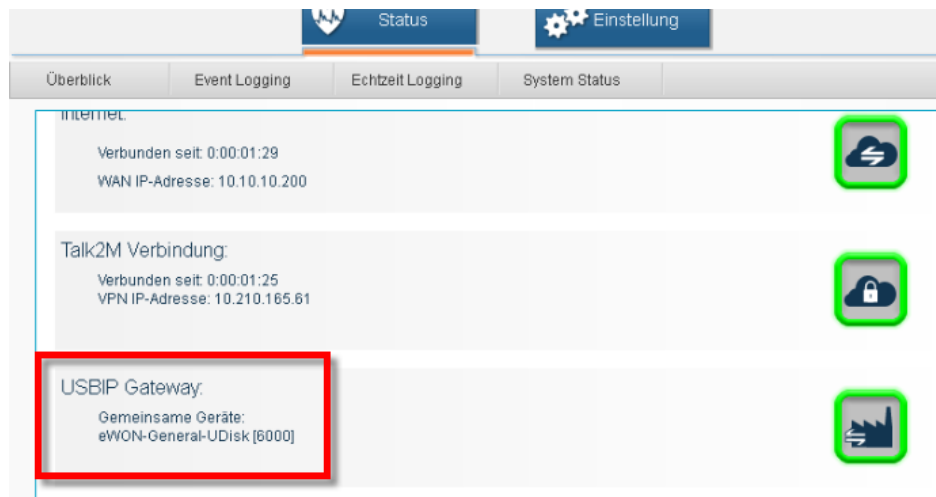 Status
Einstellung
Überblick
Event Logging
Echtzeit Logging
System Status
Internet:
Verbunden seit: 0:00:01:29
WAN IP-Adresse: 10.10.10.200
Talk2M Verbindung:
Verbunden seit: 0:00:01:25
VPN IP-Adresse: 10.210.165.61
USBIP Gateway:
Gemeinsame Geräte:
eWON-General-UDisk [6000]